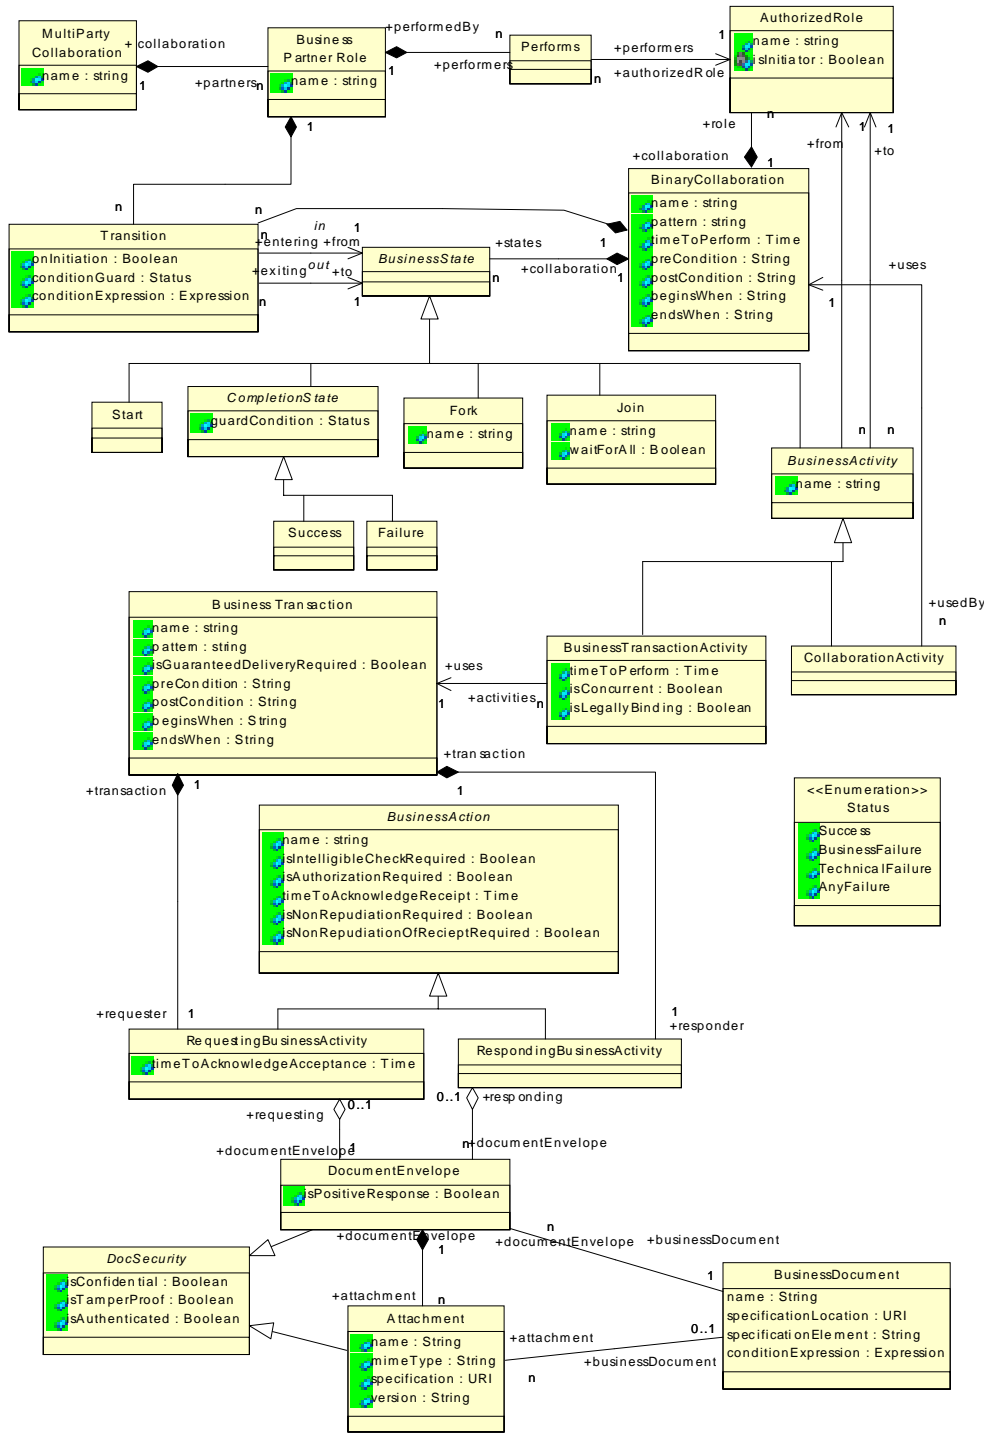 MultiParty
Collaboration
name : string
+ collaboration
1
+partners
n
Business
Partner Role
name : string
+performedBy
1
n
+performers
Performs
+performers
1
n
+authorizedRole
AuthorizedRole
name : string
isInitiator : Boolean
1
n
+role
n
+collaboration
1
+from
1
1
+to
BinaryCollaboration
name : string
pattern : string
timeToPerform : Time
preCondition : String
postCondition : String
beginsWhen : String
endsWhen : String
n
1
Transition
onInitiation : Boolean
conditionGuard : Status
conditionExpression : Expression
n
in
1
+entering +from
+exiting out +to
n
1
BusinessState
+states
n
+collaboration
1
+uses
1
Start
CompletionState
guardCondition : Status
Fork
name : string
Join
name : string
waitForAll : Boolean
n
n
BusinessActivity
name : string
Success
Failure
Business Transaction
name : string
pattern : string
isGuaranteedDeliveryRequired : Boolean
preCondition : String
postCondition : String
beginsWhen : String
endsWhen : String
+uses
1
+activities
n
BusinessTransactionActivity
timeToPerform : Time
isConcurrent : Boolean
isLegallyBinding : Boolean
+usedBy
n
CollaborationActivity
+transaction
1
+transaction
1
BusinessAction
name : string
isIntelligibleCheckRequired : Boolean
isAuthorizationRequired : Boolean
timeToAcknowledgeReceipt : Time
isNonRepudiationRequired : Boolean
isNonRepudiationOfRecieptRequired : Boolean
<<Enumeration>>
Status
Success
BusinessFailure
TechnicalFailure
AnyFailure
+requester
1
1
+responder
RequestingBusinessActivity
timeToAcknowledgeAcceptance : Time
RespondingBusinessActivity
+requesting
0..1
0..1
+responding
+documentEnvelope
1
n
+documentEnvelope
DocumentEnvelope
isPositiveResponse : Boolean
+documentEnvelope
1
n
+documentEnvelope
+businessDocument
1
DocSecurity
isConfidential : Boolean
isTamperProof : Boolean
isAuthenticated : Boolean
+attachment
n
Attachment
name : String
mimeType : String
specification : URI
version : String
+attachment
n
0..1
+businessDocument
BusinessDocument
name : String
specificationLocation : URI
specificationElement : String
conditionExpression : Expression